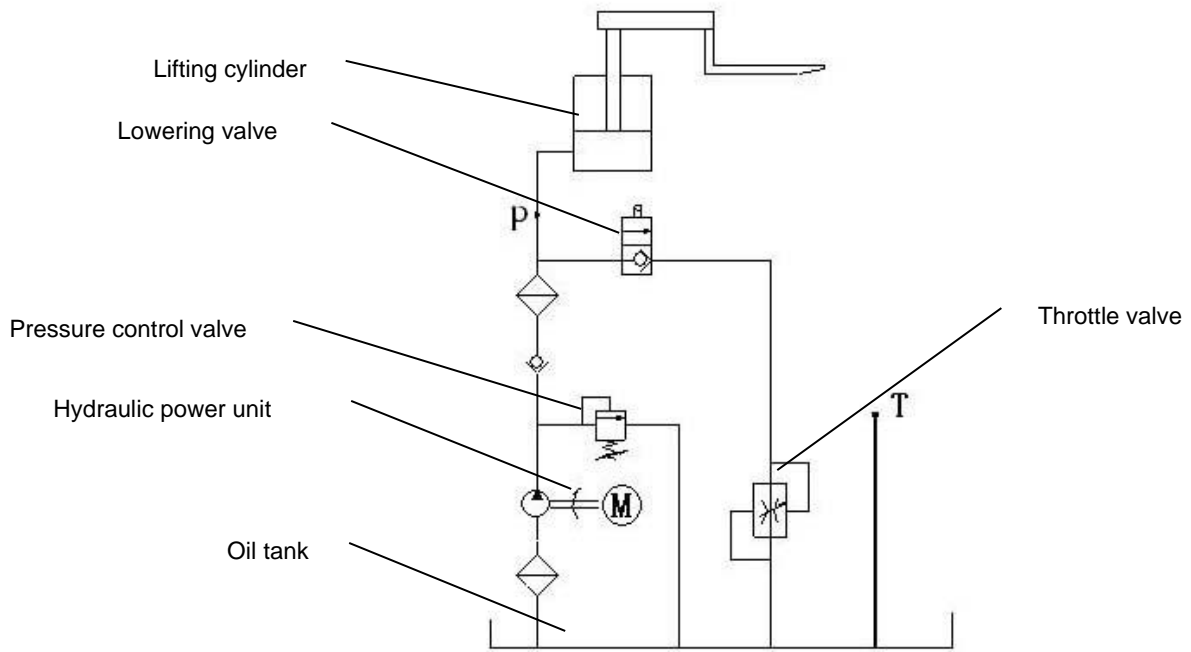 Lifting cylinder
Lowering valve
p
Pressure control valve
Throttle valve
Hydraulic power unit
T
M
Oil tank